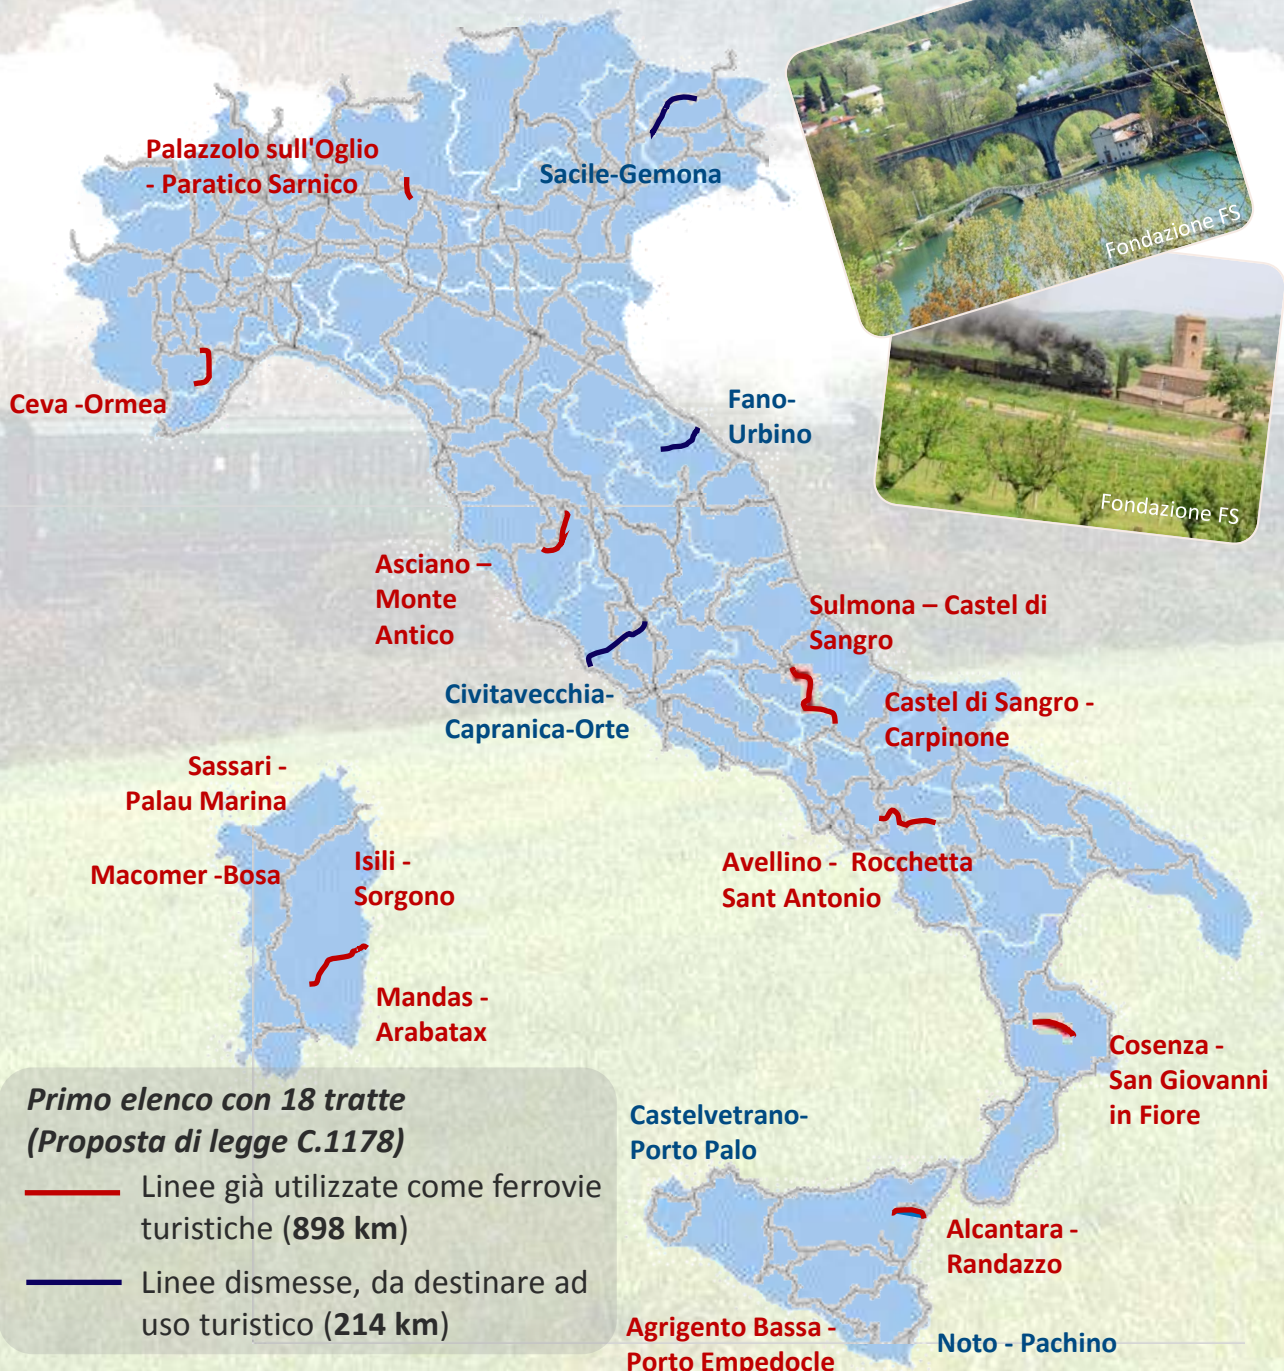 Fondazione FS
Fondazione FS
Palazzolo sull'Oglio
- Paratico Sarnico
Sacile-Gemona
Ceva -Ormea
Fano-
Urbino
Asciano –
Monte
Antico
Sulmona – Castel di
Sangro
Civitavecchia-
Capranica-Orte
Castel di Sangro -
Carpinone
Sassari -
Palau Marina
Macomer -Bosa
Isili -
Sorgono
Avellino - Rocchetta
Sant Antonio
Mandas -
Arabatax
Cosenza -
San Giovanni
in Fiore
Primo elenco con 18 tratte
(Proposta di legge C.1178)
Linee già utilizzate come ferrovie
turistiche (898 km)
Linee dismesse, da destinare ad
uso turistico (214 km)
Castelvetrano-
Porto Palo
Alcantara -
Randazzo
Agrigento Bassa -
Porto Empedocle
Noto - Pachino